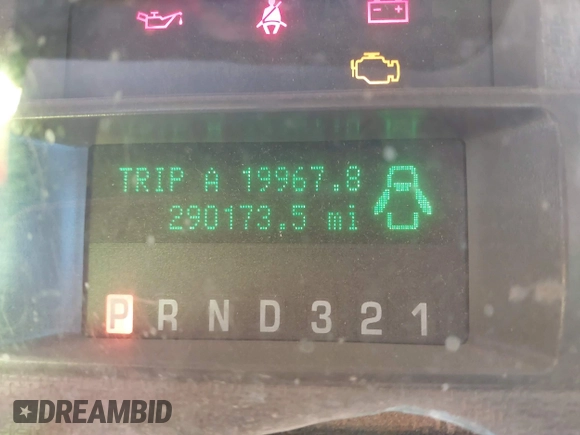 TRIP A 19967.8
290173.5 mi
P R N D 3 2 1
DREAMBID